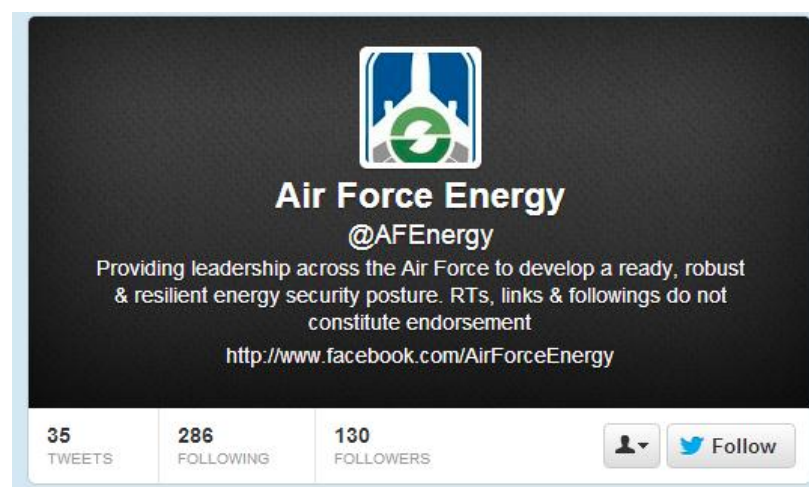 Air Force Energy
@AFEnergy
Providing leadership across the Air Force to develop a ready, robust
& resilient energy security posture. RTs, links & followings do not
constitute endorsement
http://www.facebook.com/AirForceEnergy
35 286 130
TWEETS FOLLOWING FOLLOWERS
Follow